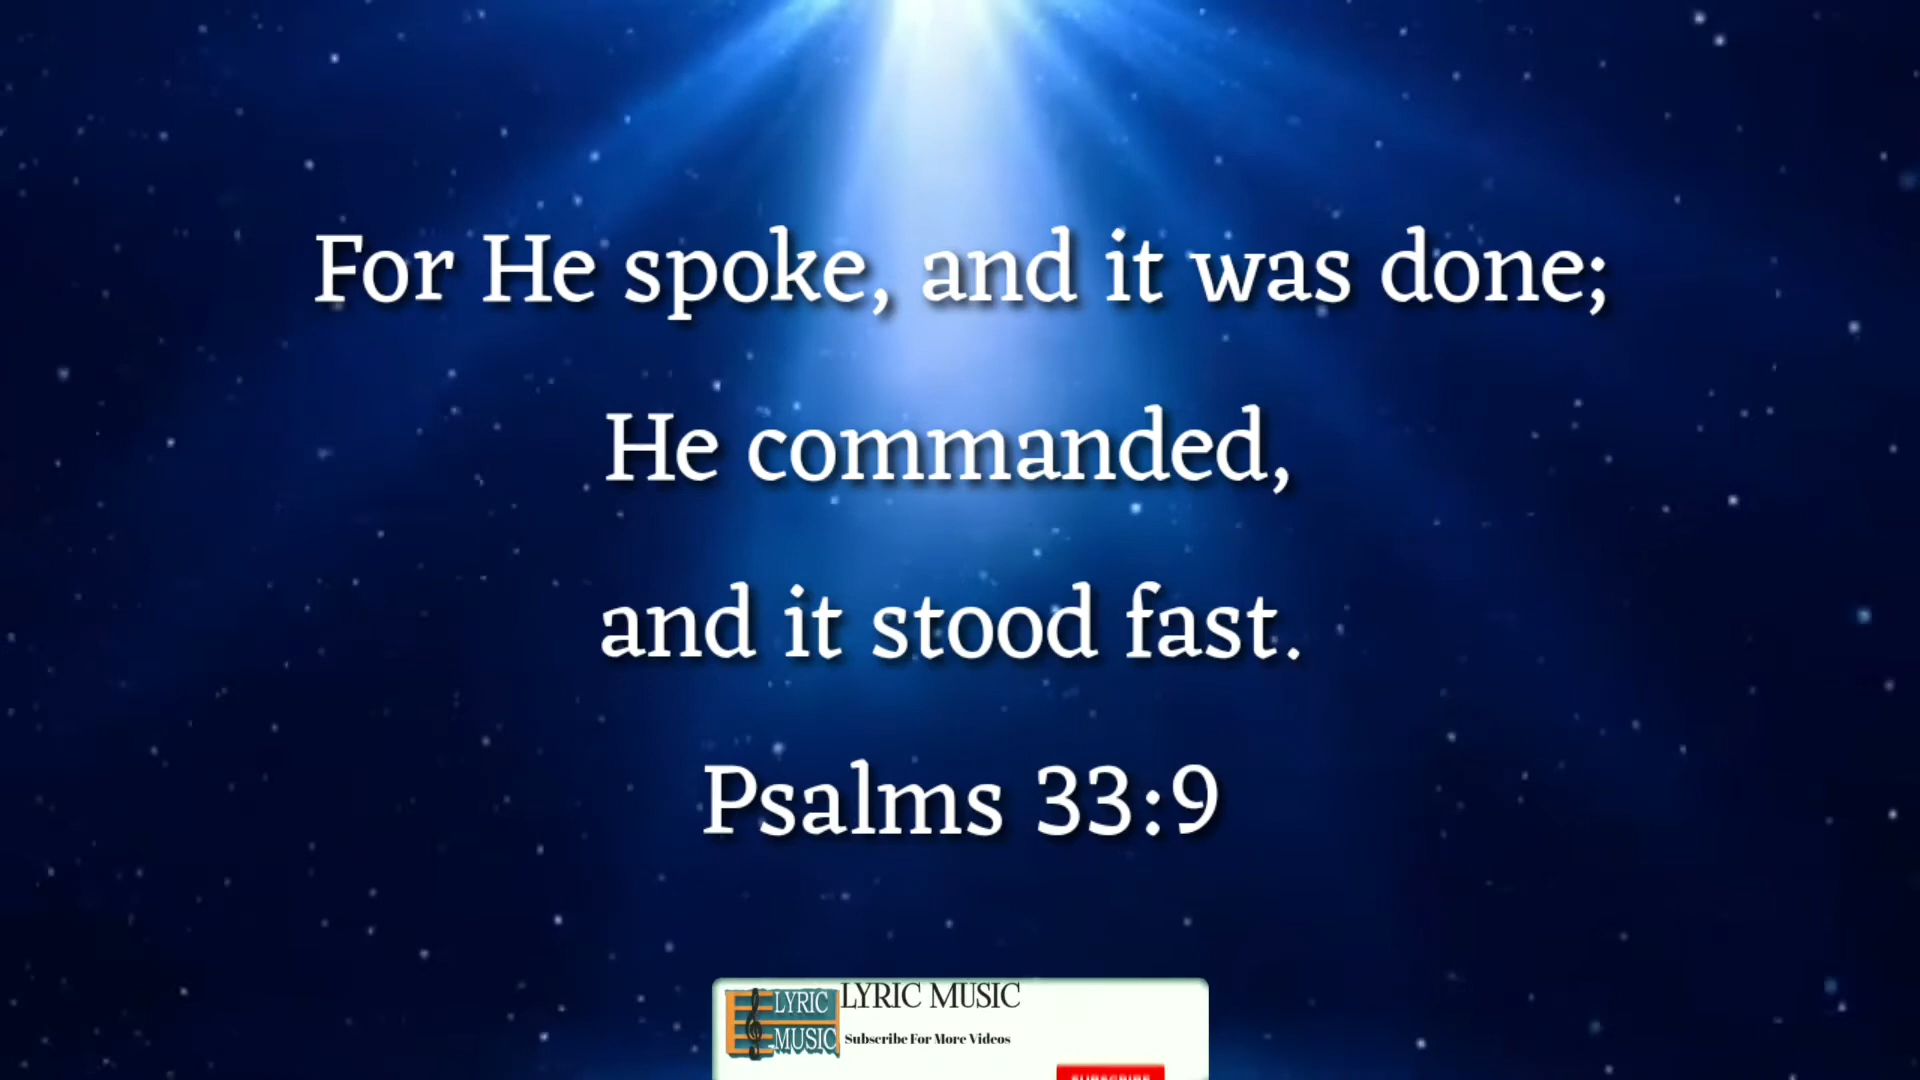 For He spoke, and it was done;
He commanded,
and it stood fast.
Psalms 33:9
LYRIC MUSIC
LYRIC
MUSIC
Subscribe For More Videos